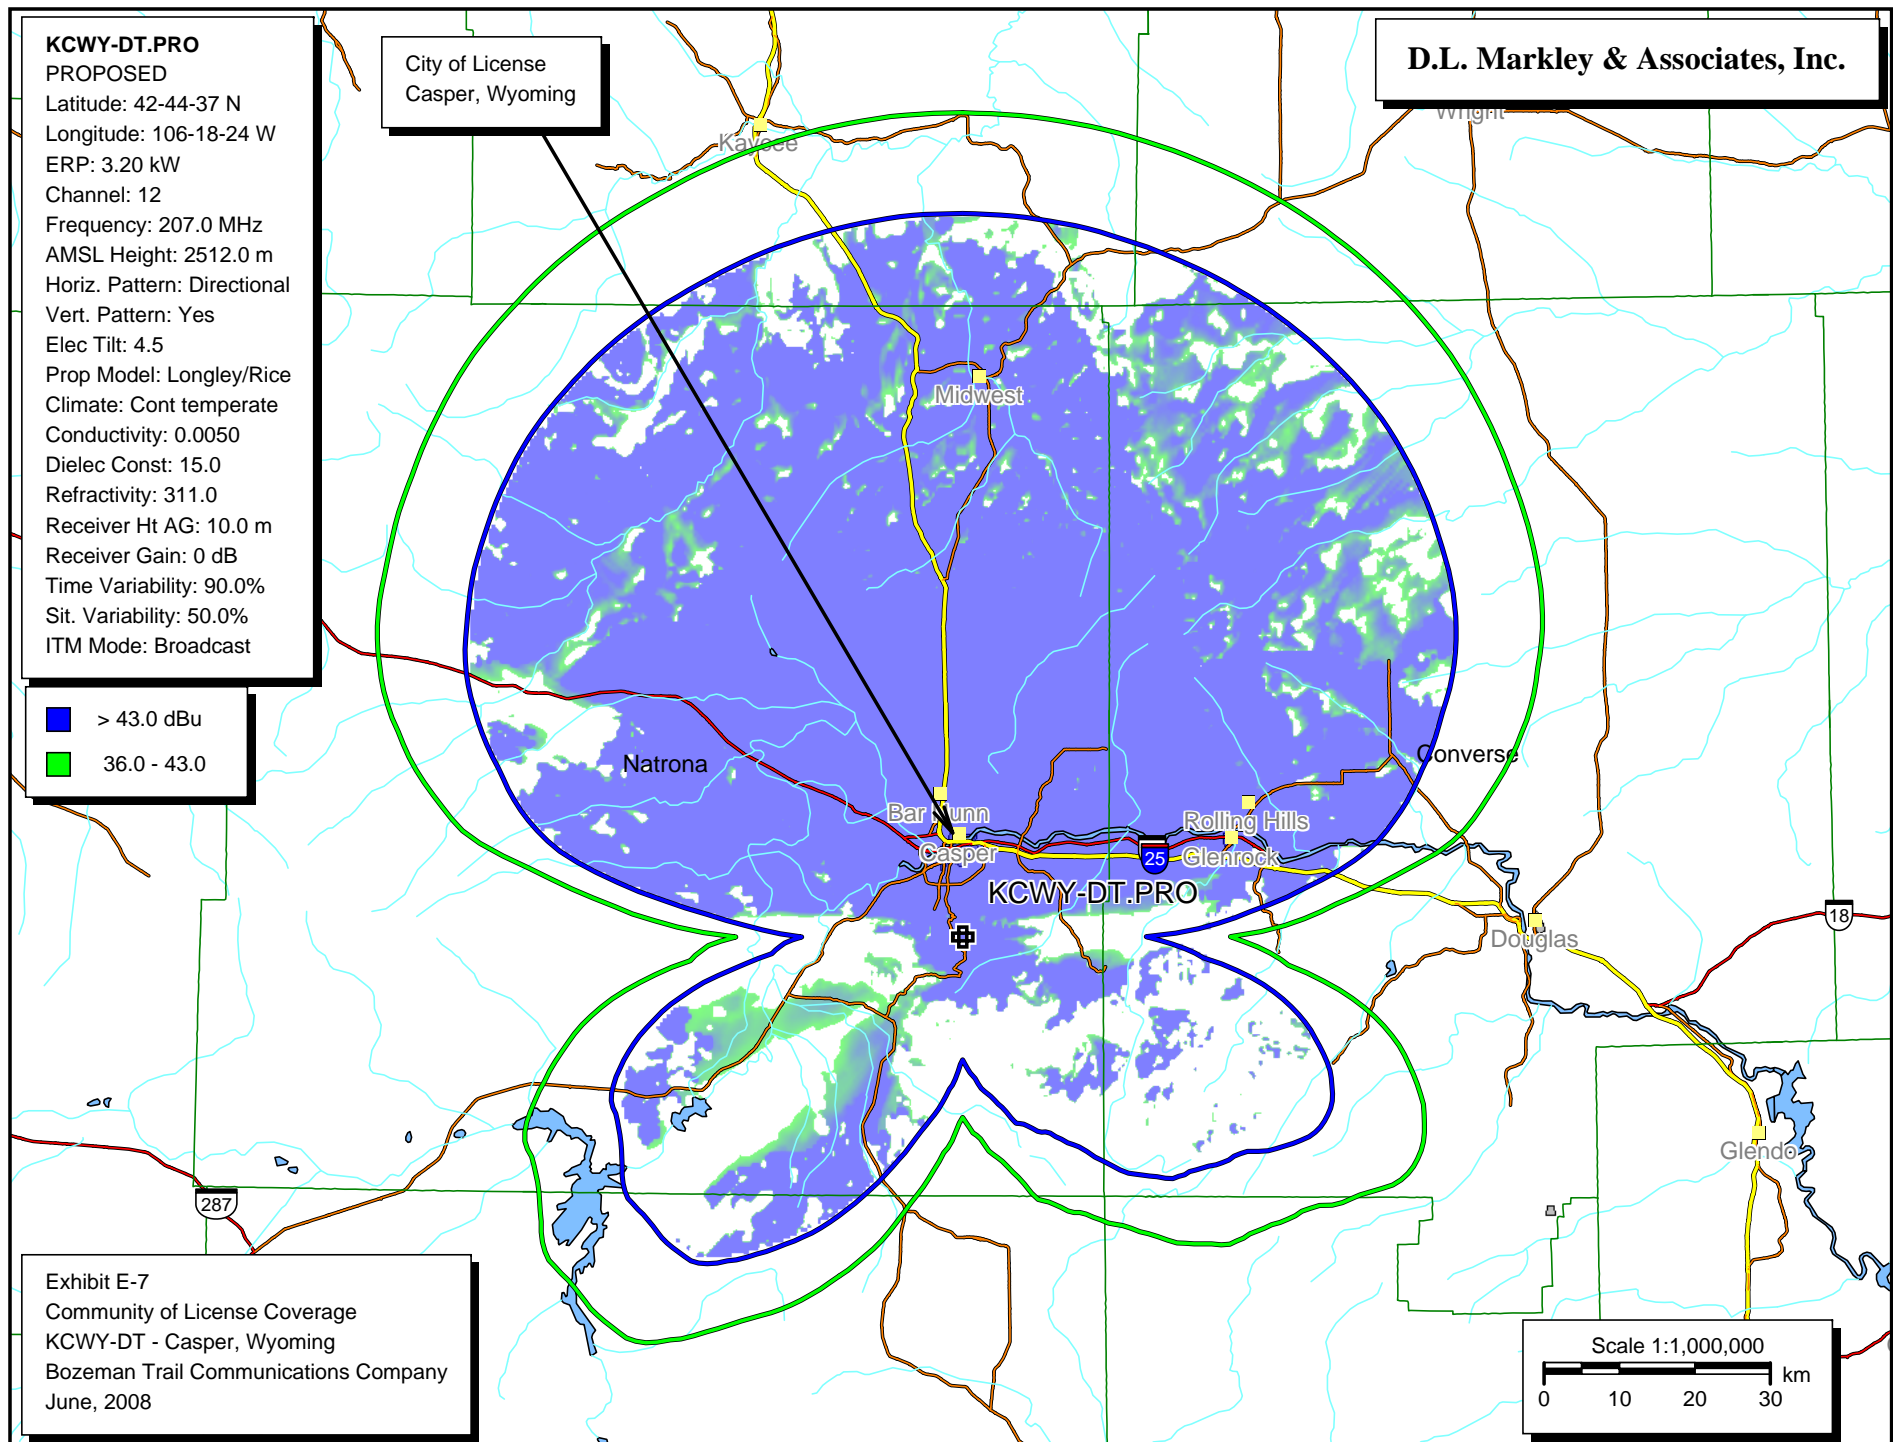 KCWY-DT.PRO
PROPOSED
Latitude: 42-44-37 N
Longitude: 106-18-24 W
ERP: 3.20 kW
Channel: 12
Frequency: 207.0 MHz
AMSL Height: 2512.0 m
Horiz. Pattern: Directional
Vert. Pattern: Yes
Elec Tilt: 4.5
Prop Model: Longley/Rice
Climate: Cont temperate
Conductivity: 0.0050
Dielec Const: 15.0
Refractivity: 311.0
Receiver Ht AG: 10.0 m
Receiver Gain: 0 dB
Time Variability: 90.0%
Sit. Variability: 50.0%
ITM Mode: Broadcast
> 43.0 dBu
36.0 - 43.0
City of License
Casper, Wyoming
D.L. Markley & Associates, Inc.
Wright
Kaycee
Midwest
Natrona
Converse
Bar Nunn
Rolling Hills
Casper
25
Glenrock
KCWY-DT.PRO
18
Douglas
Glendo
287
Exhibit E-7
Community of License Coverage
KCWY-DT - Casper, Wyoming
Bozeman Trail Communications Company
June, 2008
Scale 1:1,000,000
km
0 10 20 30